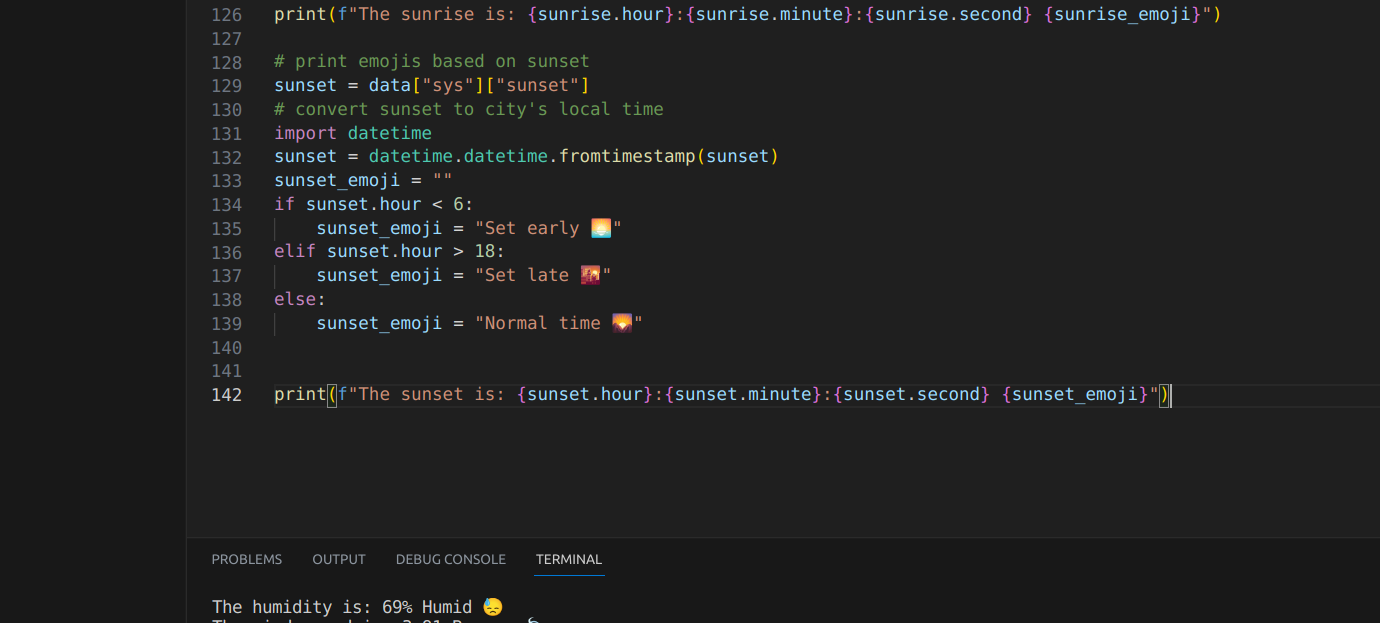 126 print(f"The sunrise is: {sunrise.hour}:{sunrise.minute}:{sunrise.second} {sunrise_emoji}")
127
128 # print emojis based on sunset
129 sunset = data["sys"]["sunset"]
130 # convert sunset to city's local time
131 import datetime
132 sunset = datetime.datetime.fromtimestamp(sunset)
133 sunset_emoji = ""
134 if sunset.hour < 6:
135     sunset_emoji = "Set early 🌅"
136 elif sunset.hour > 18:
137     sunset_emoji = "Set late 🌇"
138 else:
139     sunset_emoji = "Normal time 🌄"
140
141
142 print(f"The sunset is: {sunset.hour}:{sunset.minute}:{sunset.second} {sunset_emoji}")
PROBLEMS OUTPUT DEBUG CONSOLE TERMINAL
The humidity is: 69% Humid 😓